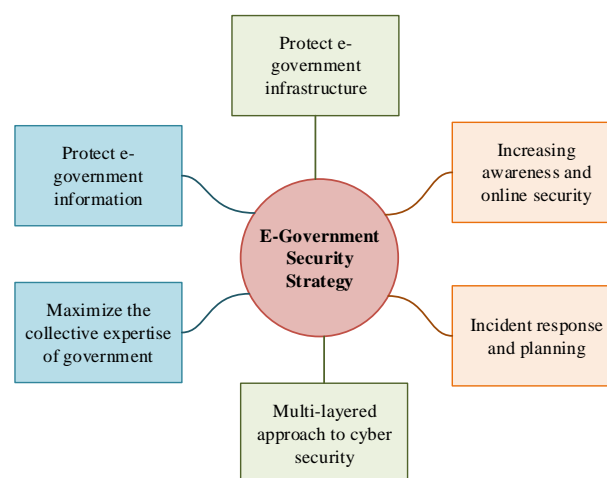 Protect e-
government
infrastructure
Protect e-
government
information
Increasing
awareness and
online security
E-Government
Security
Strategy
Maximize the
collective expertise
of government
Incident response
and planning
Multi-layered
approach to cyber
security